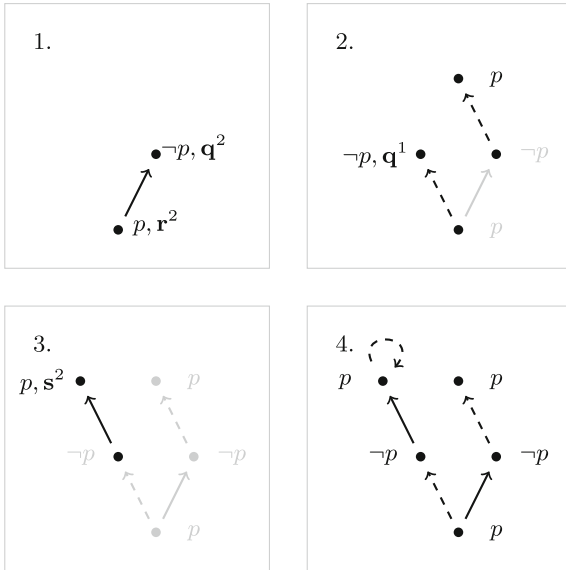 1.
¬p, q²
p, r²
2.
p
¬p, q¹
¬p
p
3.
p, s²
p
¬p
¬p
p
4.
p
p
¬p
¬p
p